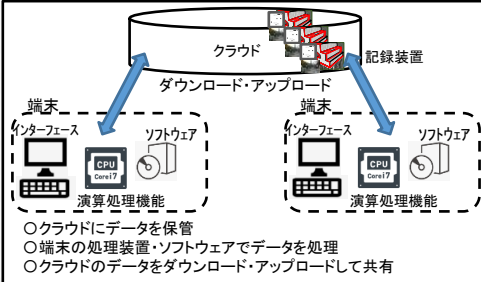 クラウド
記録装置
ダウンロード・アップロード
端末
端末
インターフェース
ソフトウェア
CPU
Corei7
演算処理機能
インターフェース
ソフトウェア
CPU
Corei7
演算処理機能
○クラウドにデータを保管
○端末の処理装置・ソフトウェアでデータを処理
○クラウドのデータをダウンロード・アップロードして共有